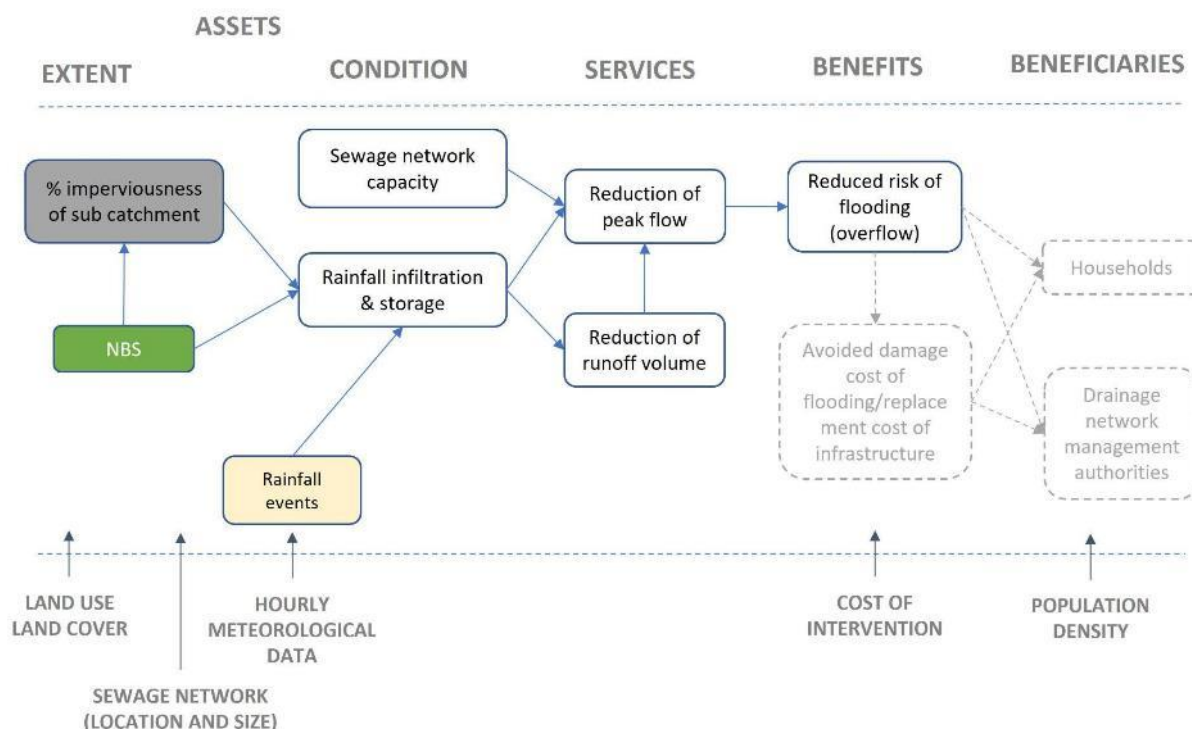 ASSETS
EXTENT
CONDITION
SERVICES
BENEFITS
BENEFICIARIES
% imperviousness
of sub catchment
NBS
Sewage network
capacity
Rainfall infiltration
& storage
Rainfall
events
Reduction of
peak flow
Reduction of
runoff volume
Reduced risk of
flooding
(overflow)
Avoided damage
cost of
flooding/replace
ment cost of
infrastructure
Households
Drainage
network
management
authorities
LAND USE
LAND COVER
SEWAGE NETWORK
(LOCATION AND SIZE)
HOURLY
METEOROLOGICAL
DATA
COST OF
INTERVENTION
POPULATION
DENSITY